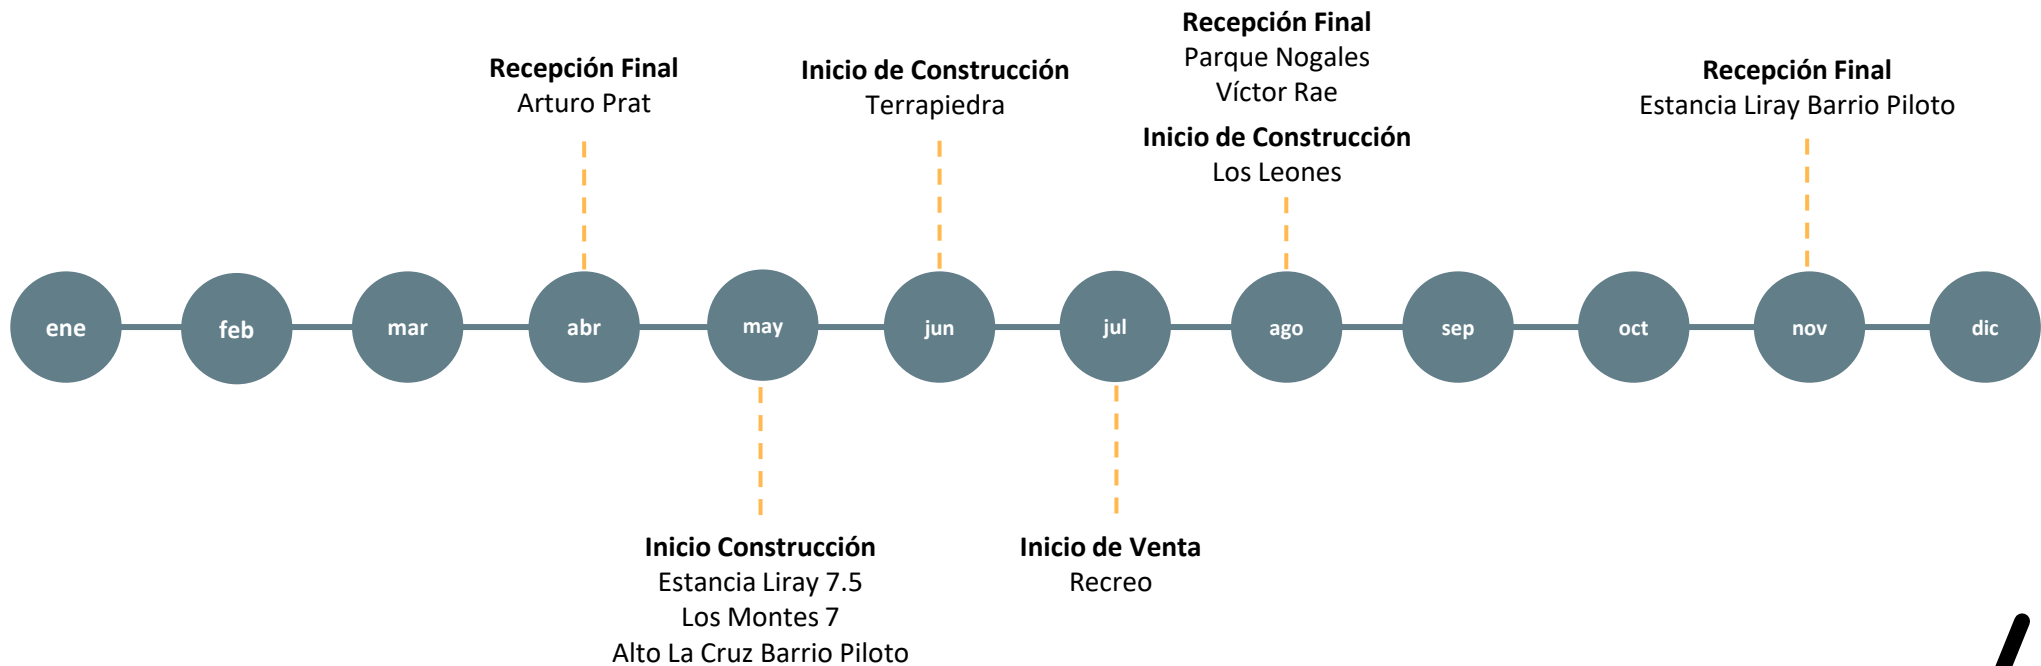 Recepción Final
Arturo Prat
Inicio de Construcción
Terrapiedra
Recepción Final
Parque Nogales
Víctor Rae
Inicio de Construcción
Los Leones
Recepción Final
Estancia Liray Barrio Piloto
ene
feb
mar
abr
may
jun
jul
ago
sep
oct
nov
dic
Inicio Construcción
Estancia Liray 7.5
Los Montes 7
Alto La Cruz Barrio Piloto
Inicio de Venta
Recreo